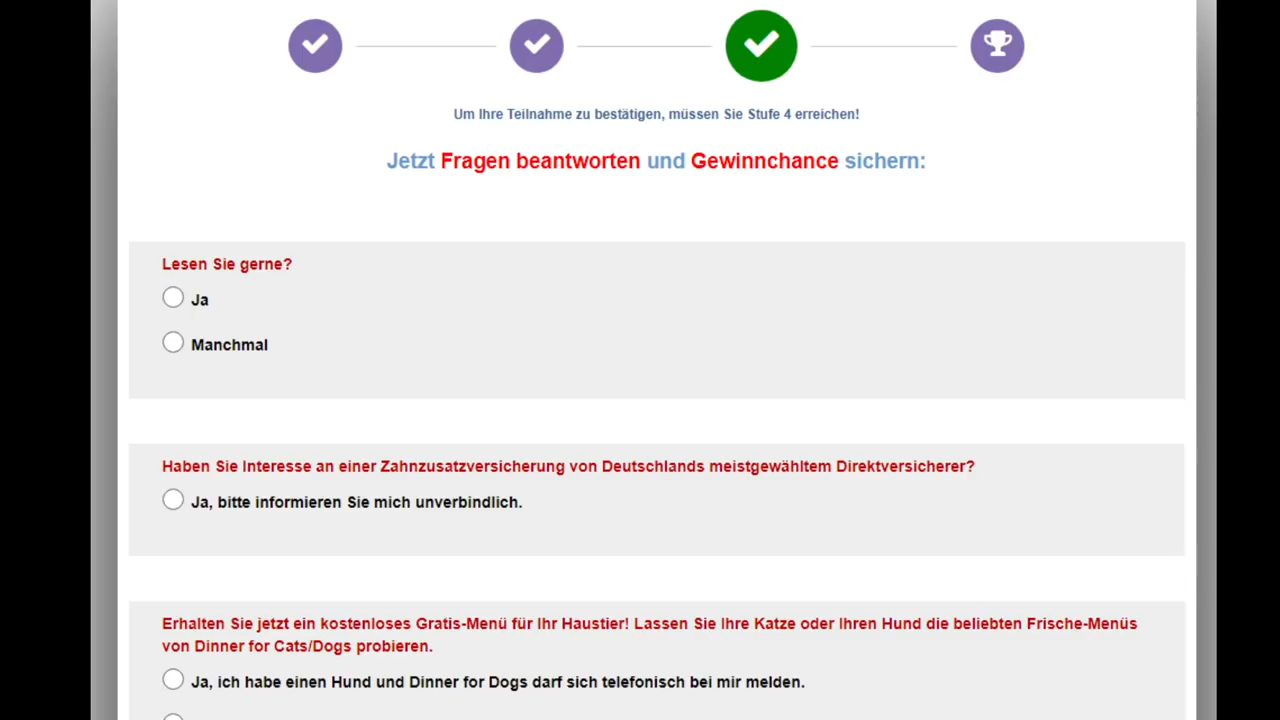 Um Ihre Teilnahme zu bestätigen, müssen Sie Stufe 4 erreichen!
Jetzt Fragen beantworten und Gewinnchance sichern:
Lesen Sie gerne?
Ja
Manchmal
Haben Sie Interesse an einer Zahnzusatzversicherung von Deutschlands meistgewähltem Direktversicherer?
Ja, bitte informieren Sie mich unverbindlich.
Erhalten Sie jetzt ein kostenloses Gratis-Menü für Ihr Haustier! Lassen Sie Ihre Katze oder Ihren Hund die beliebten Frische-Menüs
von Dinner for Cats/Dogs probieren.
Ja, ich habe einen Hund und Dinner for Dogs darf sich telefonisch bei mir melden.